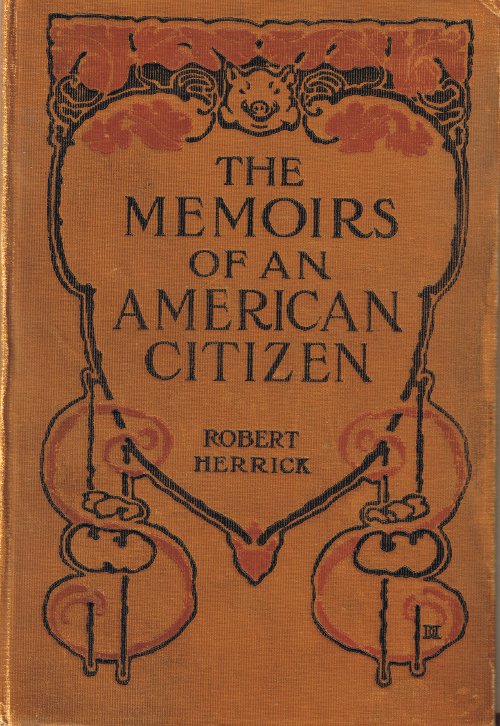 THE
MEMOIRS
OF AN
AMERICAN
CITIZEN
ROBERT
HERRICK